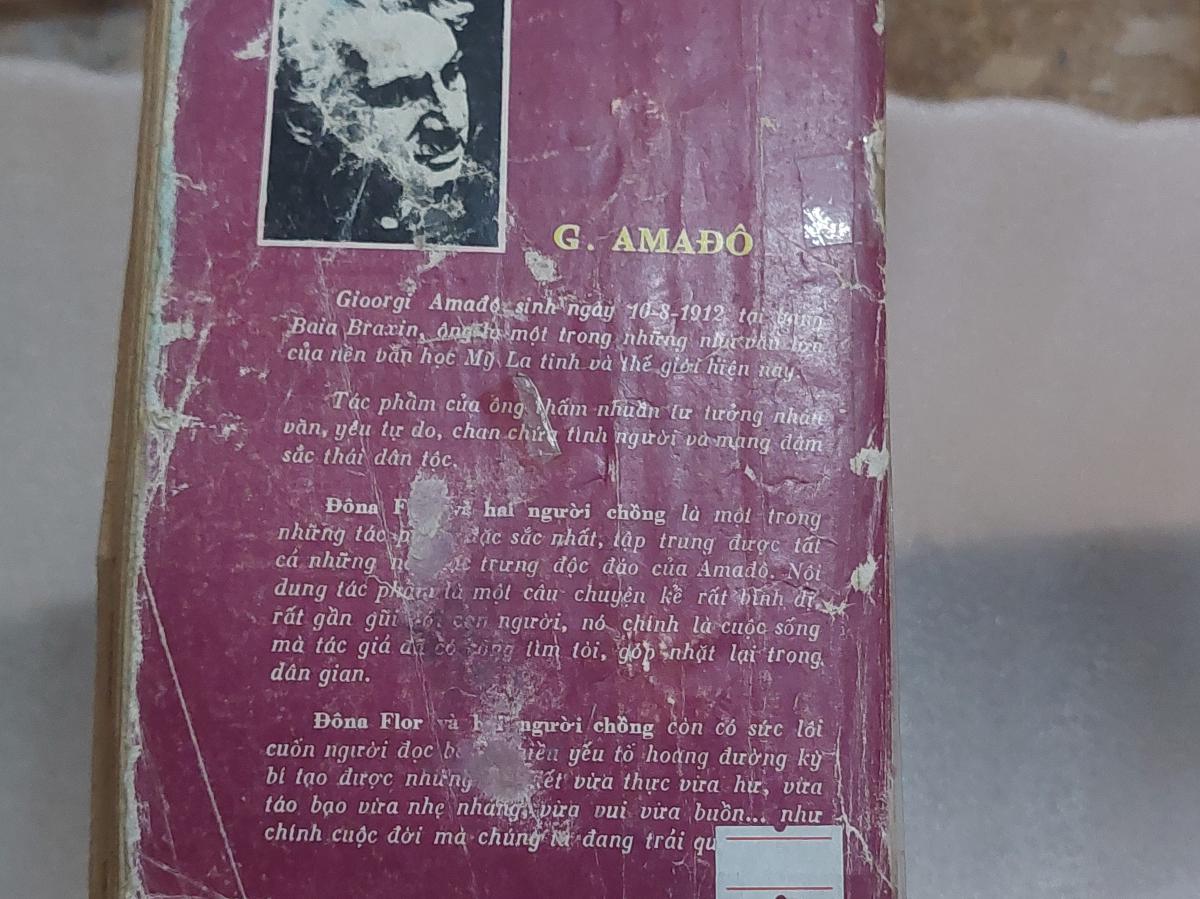 G. AMAĐÔ
Gioorgi Amađô sinh ngày 10-8-1912 tại
Baia Braxin, ông là một trong những nhà văn lớn
của nền văn học Mỹ La tinh và thế giới hiện nay.
Tác phẩm của ông thấm nhuần tư tưởng nhân
văn, yêu tự do, chan chứa tình người và mang đậm
sắc thái dân tộc.
Đôna và hai người chồng là một trong
những tác đặc sắc nhất, tập trung được tất
cả những trưng độc đáo của Amađô. Nội
dung tác phẩm là một câu chuyện kể rất bình dị,
rất gần gũi con người, nó chính là cuộc sống
mà tác giả đã có công tìm tòi, góp nhặt lại trong
dân gian.
Đôna Flor và hai người chồng còn có sức lôi
cuốn người đọc yếu tố hoang đường kỳ
bí tạo được những vừa thực vừa hư, vừa
táo bạo vừa nhẹ nhàng, vừa vui vừa buồn... như
chính cuộc đời mà chúng ta đang trải